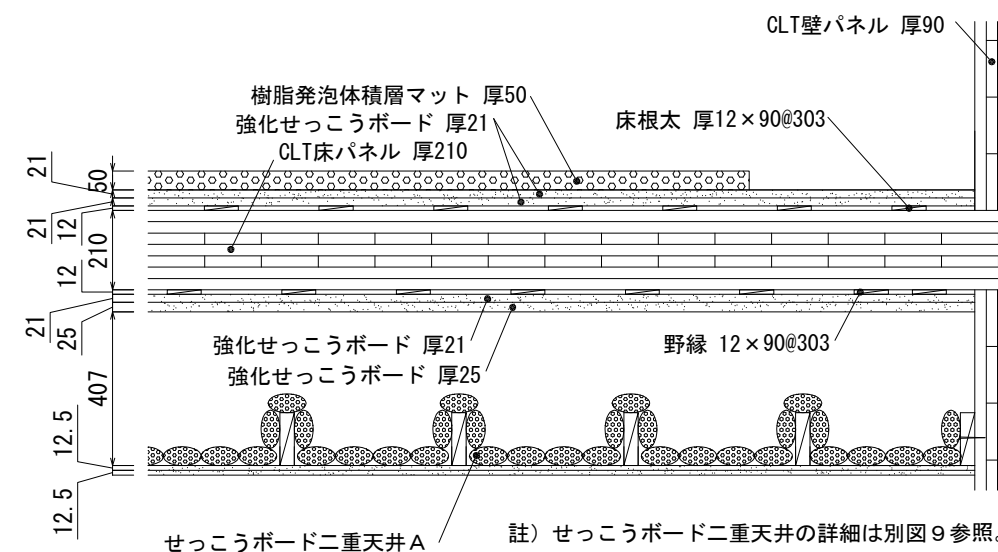 CLT壁パネル 厚90
樹脂発泡体積層マット 厚50
強化せっこうボード 厚21
CLT床パネル 厚210
床根太 厚12×90@303
21
50
21
12
210
12
21
25
407
12.5
12.5
強化せっこうボード 厚21
強化せっこうボード 厚25
野縁 12×90@303
せっこうボード二重天井A
註）せっこうボード二重天井の詳細は別図9参照。